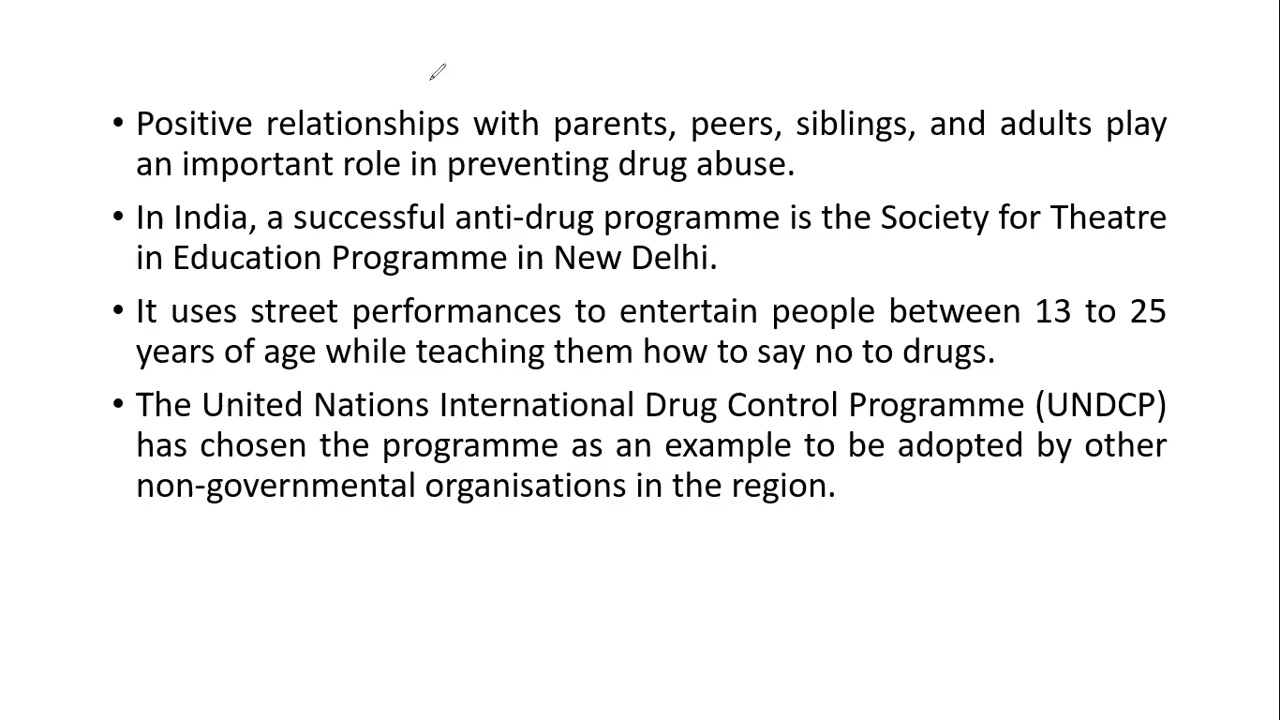 • Positive relationships with parents, peers, siblings, and adults play
an important role in preventing drug abuse.
• In India, a successful anti-drug programme is the Society for Theatre
in Education Programme in New Delhi.
• It uses street performances to entertain people between 13 to 25
years of age while teaching them how to say no to drugs.
• The United Nations International Drug Control Programme (UNDCP)
has chosen the programme as an example to be adopted by other
non-governmental organisations in the region.